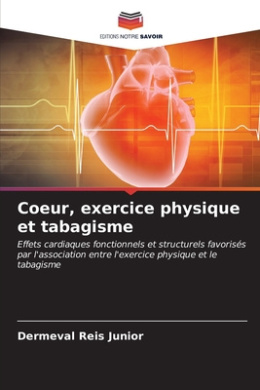 EDITIONS NOTRE SAVOIR
Coeur, exercice physique
et tabagisme
Effets cardiaques fonctionnels et structurels favorisés
par l'association entre l'exercice physique et le
tabagisme
Dermeval Reis Junior